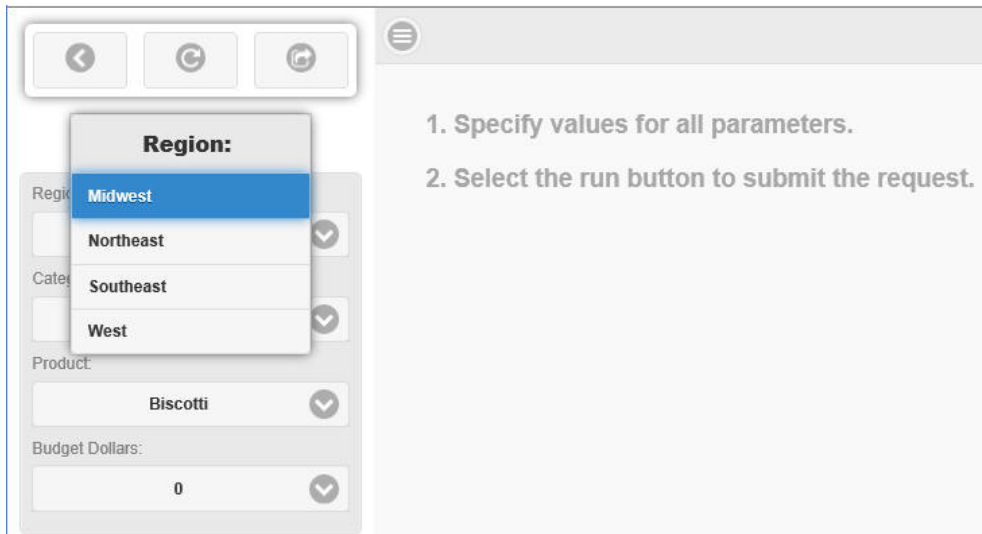 Region:
Midwest
Northeast
Southeast
West
Product:
Biscotti
Budget Dollars:
0
1. Specify values for all parameters.
2. Select the run button to submit the request.